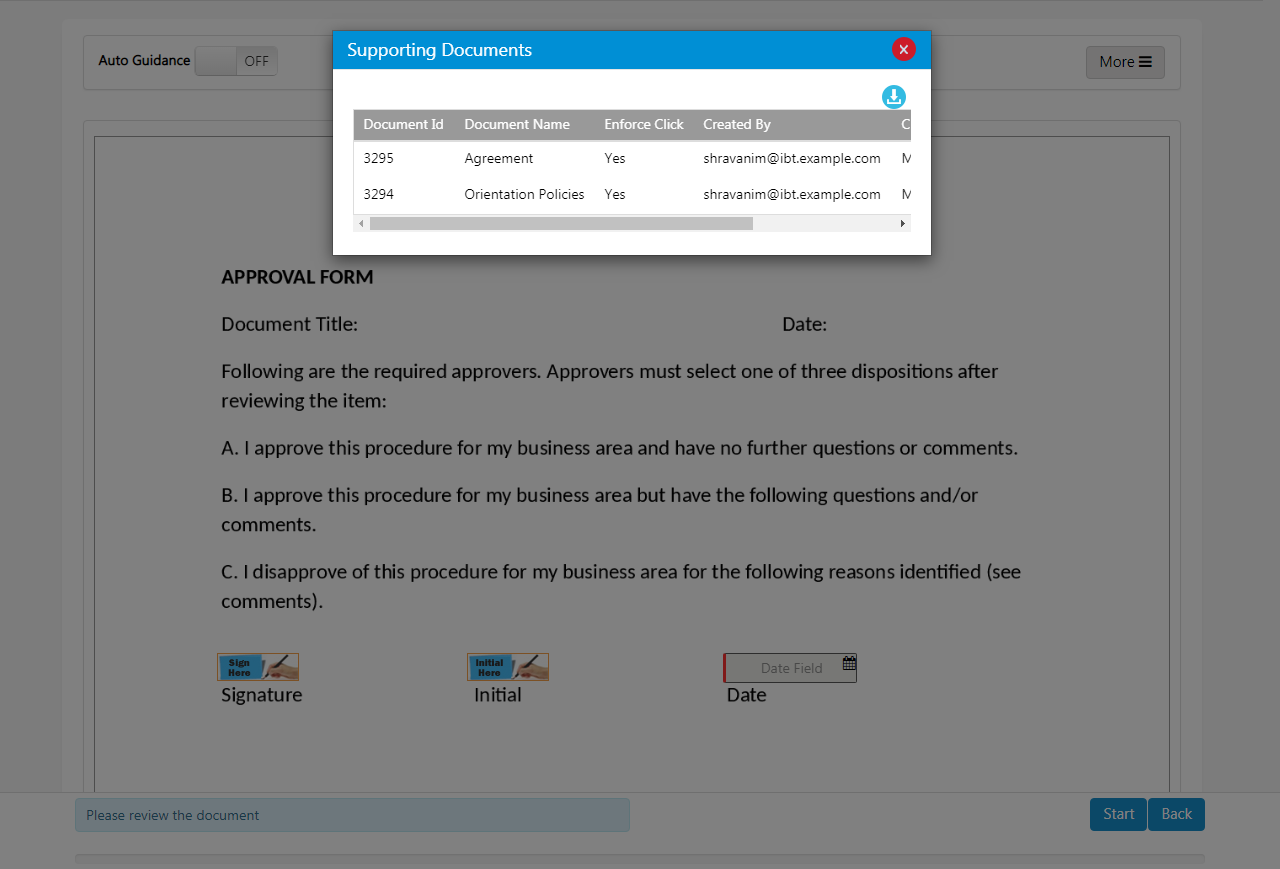 Auto Guidance OFF
More
Supporting Documents
Document Id Document Name Enforce Click Created By
3295 Agreement Yes shravanim@ibt.example.com
3294 Orientation Policies Yes shravanim@ibt.example.com
APPROVAL FORM
Document Title: Date:
Following are the required approvers. Approvers must select one of three dispositions after
reviewing the item:
A. I approve this procedure for my business area and have no further questions or comments.
B. I approve this procedure for my business area but have the following questions and/or
comments.
C. I disapprove of this procedure for my business area for the following reasons identified (see
comments).
Sign Here
Initial Here
Date Field
Signature Initial Date
Please review the document
Start Back